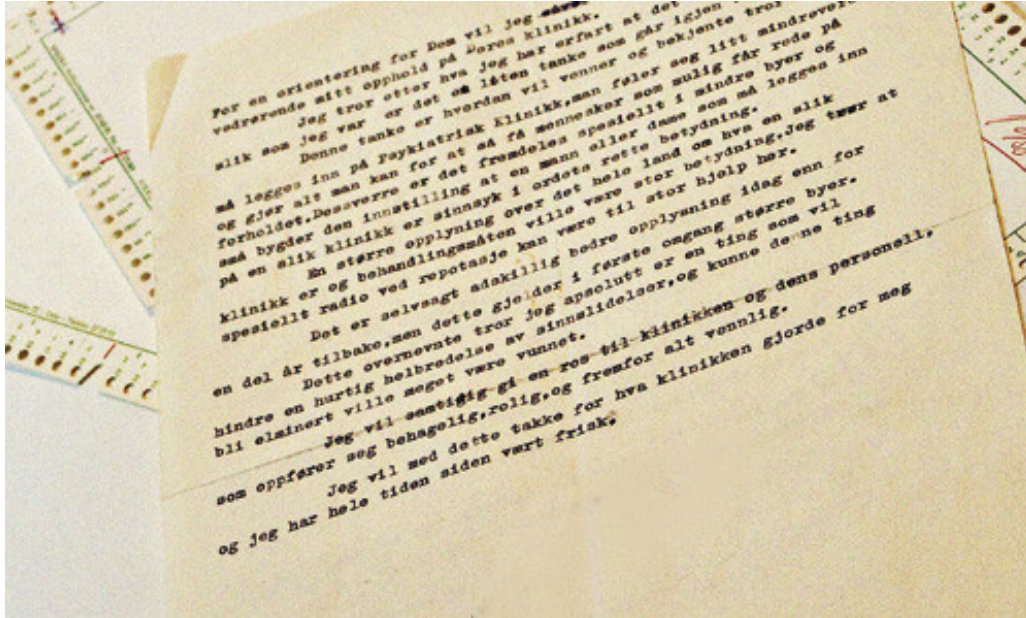 For en orientering for Dem vil jeg
vedrørende mitt opphold på Deres klinikk.
Jeg tror etter hva jeg har erfart at det
slik som jeg var er det en liten tanke som går igjen
Denne tanke er hvordan vil venner og bekjente tro
må legges inn på Psykiatrisk Klinikk,man føler seg litt mindreverd
og gjør alt man kan for at så få mennesker som mulig får rede på
forholdet.Dessverre er det fremdeles spesiellt i mindre byer og
små bygder den innstilling at en mann eller dame som må legges inn
på en slik klinikk er sinnsyk i ordets rette betydning.
En større opplyning over det hele land om hva en slik
klinikk er og behandlingsmåten ville være stor betydning.Jeg
spesiellt radio ved repotasje kan være til stor hjelp her.
Det er selvsagt adskillig bedre opplysning idag enn for
en del år tilbake,men dette gjelder i første omgang større byer.
Dette overnevnte tror jeg apsolutt er en ting som vil
hindre en hurtig helbredelse av sinnslidelser,og kunne denne ting
bli elminert ville meget være vunnet.
Jeg vil samtigig gi en ros til klinikken og dens personell,
som oppfører seg behagelig,rolig,og fremfor alt vennlig.
Jeg vil med dette takke for hva klinikken gjorde for meg
og jeg har hele tiden siden vært frisk.